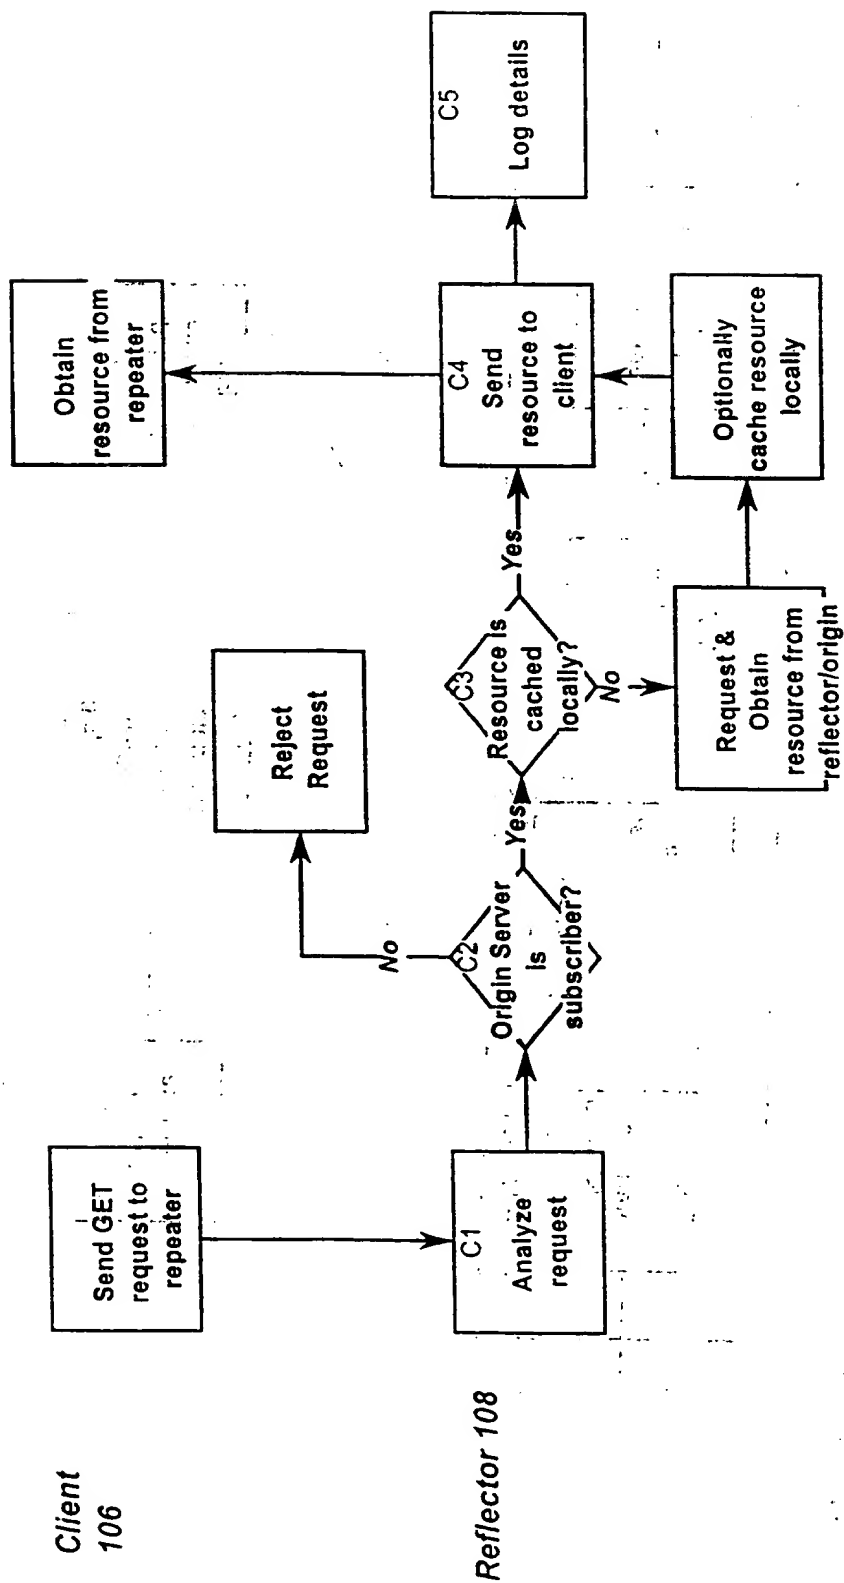 Client
106
Send GET
request to
repeater
Obtain
resource from
repeater
Reject
Request
No
Reflector 108
C1
Analyze
request
C2
Origin Server
is
subscriber?
Yes
C3
Resource is
cached
locally?
Yes
C4
Send
resource to
client
C5
Log details
No
Request &
Obtain
resource from
reflector/origin
Optionally
cache resource
locally